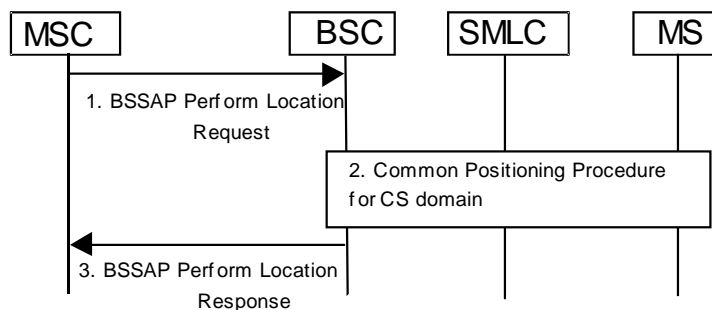 MSC BSC SMLC MS
1. BSSAP Perform Location
Request
2. Common Positioning Procedure
for CS domain
3. BSSAP Perform Location
Response